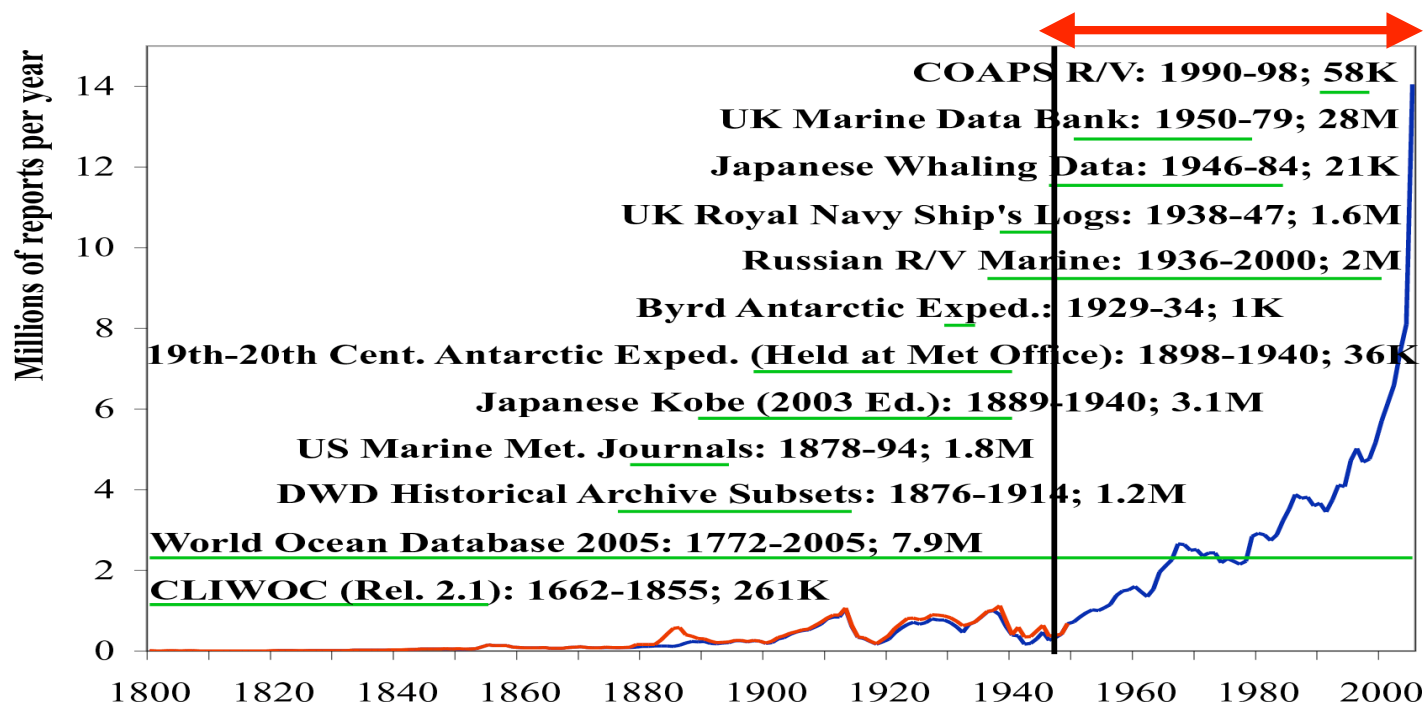 Millions of reports per year
14
12
10
8
6
4
2
0
COAPS R/V: 1990-98; 58K
UK Marine Data Bank: 1950-79; 28M
Japanese Whaling Data: 1946-84; 21K
UK Royal Navy Ship's Logs: 1938-47; 1.6M
Russian R/V Marine: 1936-2000; 2M
Byrd Antarctic Exped.: 1929-34; 1K
19th-20th Cent. Antarctic Exped. (Held at Met Office): 1898-1940; 36K
Japanese Kobe (2003 Ed.): 1889-1940; 3.1M
US Marine Met. Journals: 1878-94; 1.8M
DWD Historical Archive Subsets: 1876-1914; 1.2M
World Ocean Database 2005: 1772-2005; 7.9M
CLIWOC (Rel. 2.1): 1662-1855; 261K
1800 1820 1840 1860 1880 1900 1920 1940 1960 1980 2000